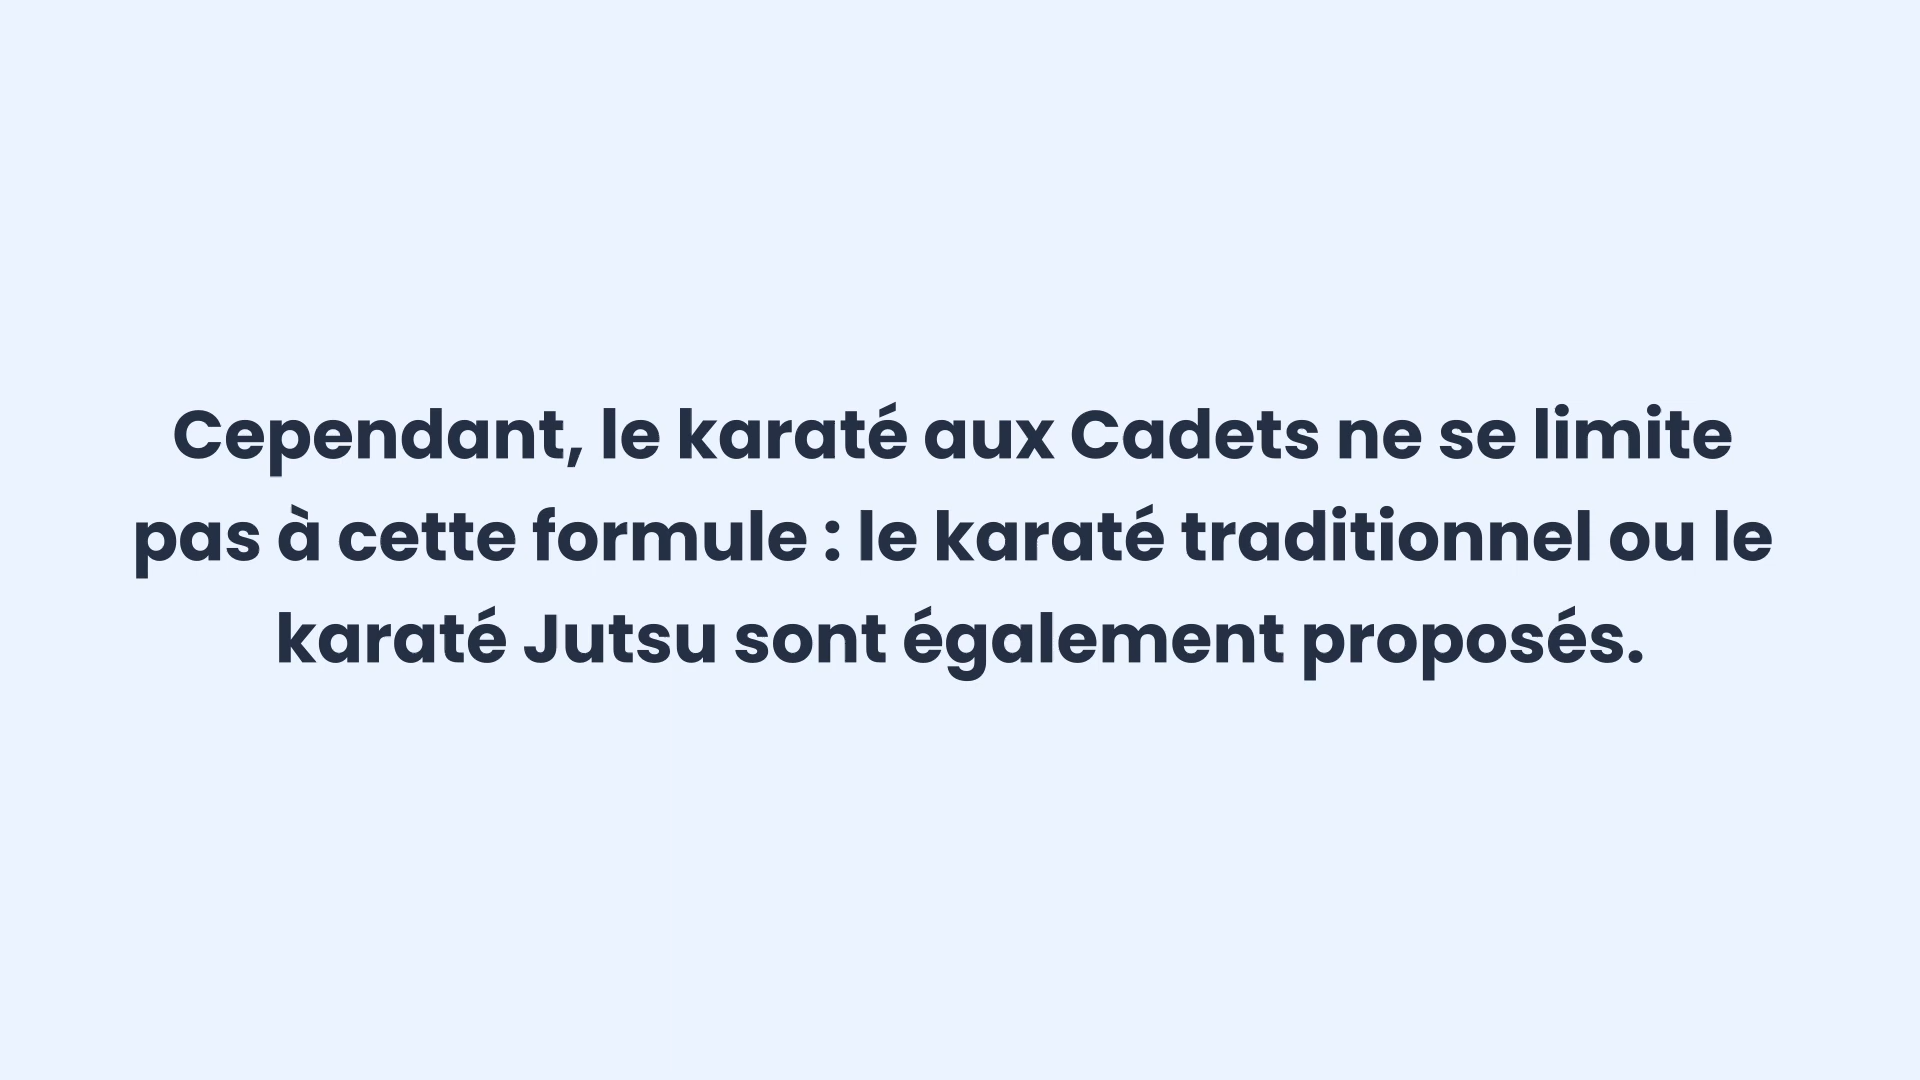 Cependant, le karaté aux Cadets ne se limite
pas à cette formule : le karaté traditionnel ou le
karaté Jutsu sont également proposés.